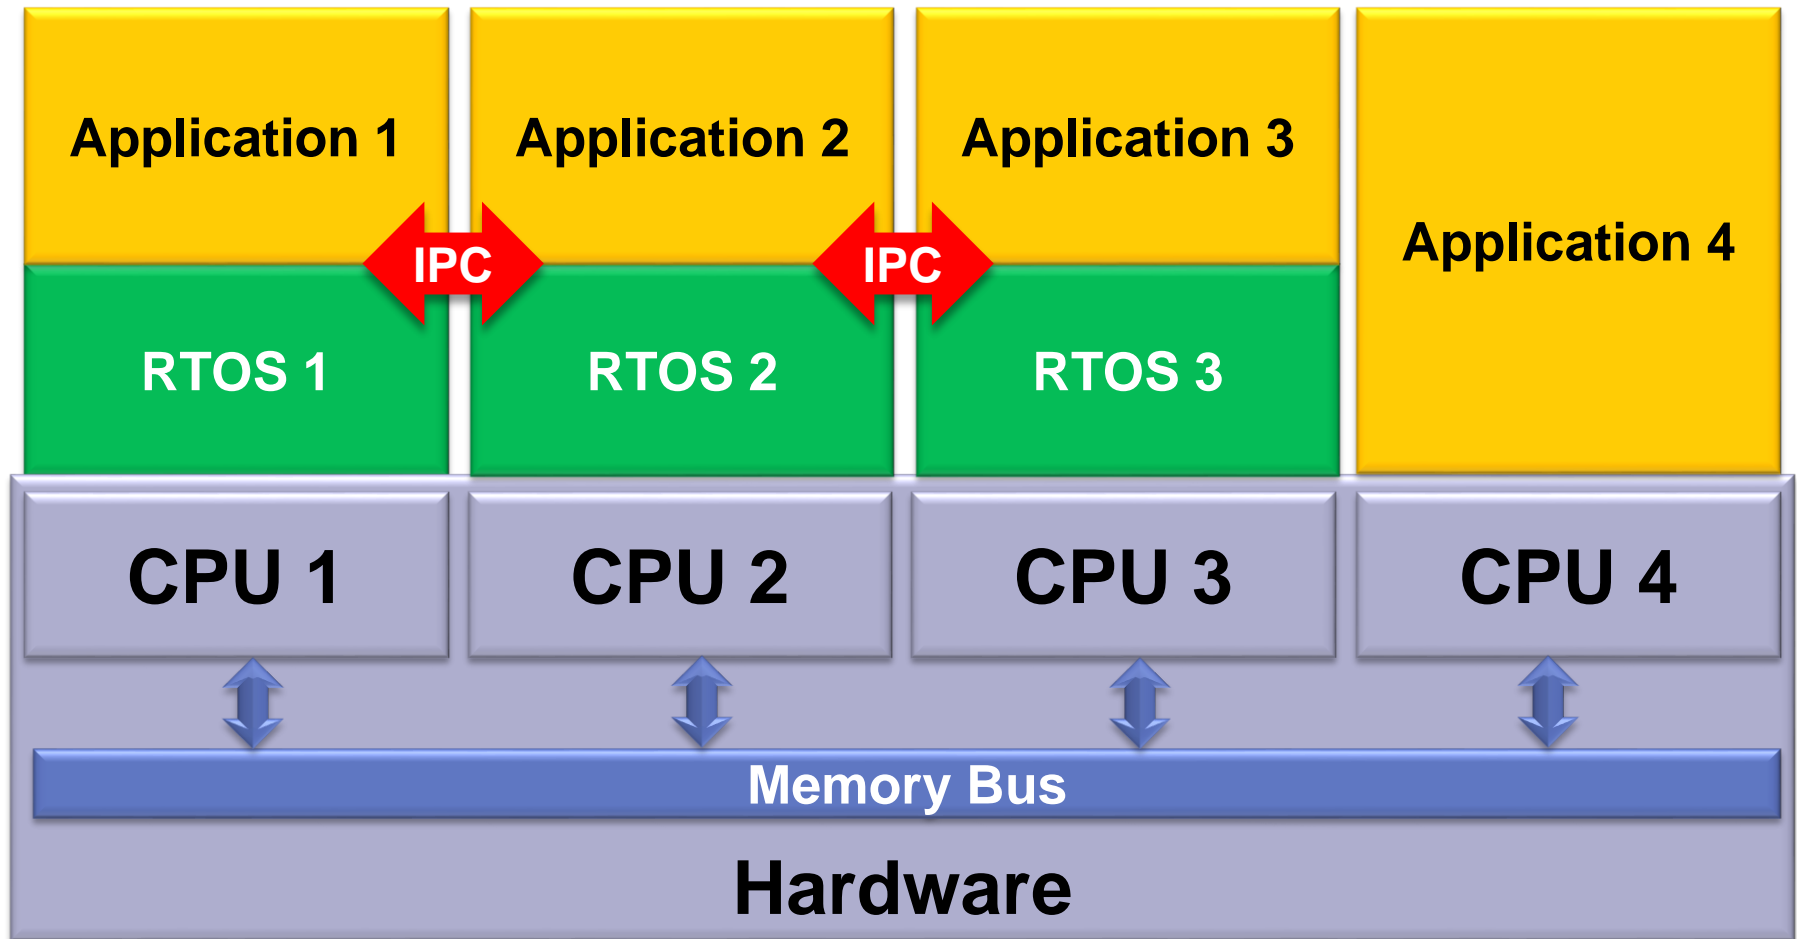 Application 1
Application 2
Application 3
Application 4
IPC
IPC
RTOS 1
RTOS 2
RTOS 3
CPU 1
CPU 2
CPU 3
CPU 4
Memory Bus
Hardware